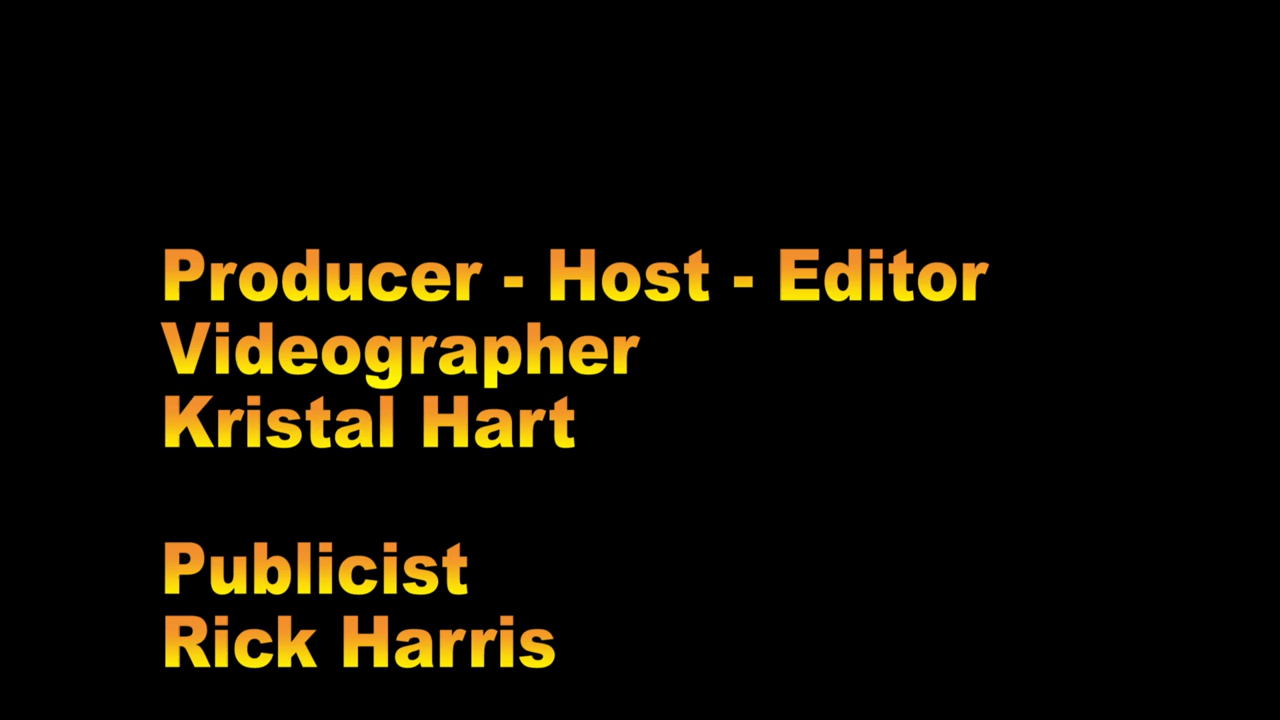 Producer - Host - Editor
Videographer
Kristal Hart
Publicist
Rick Harris